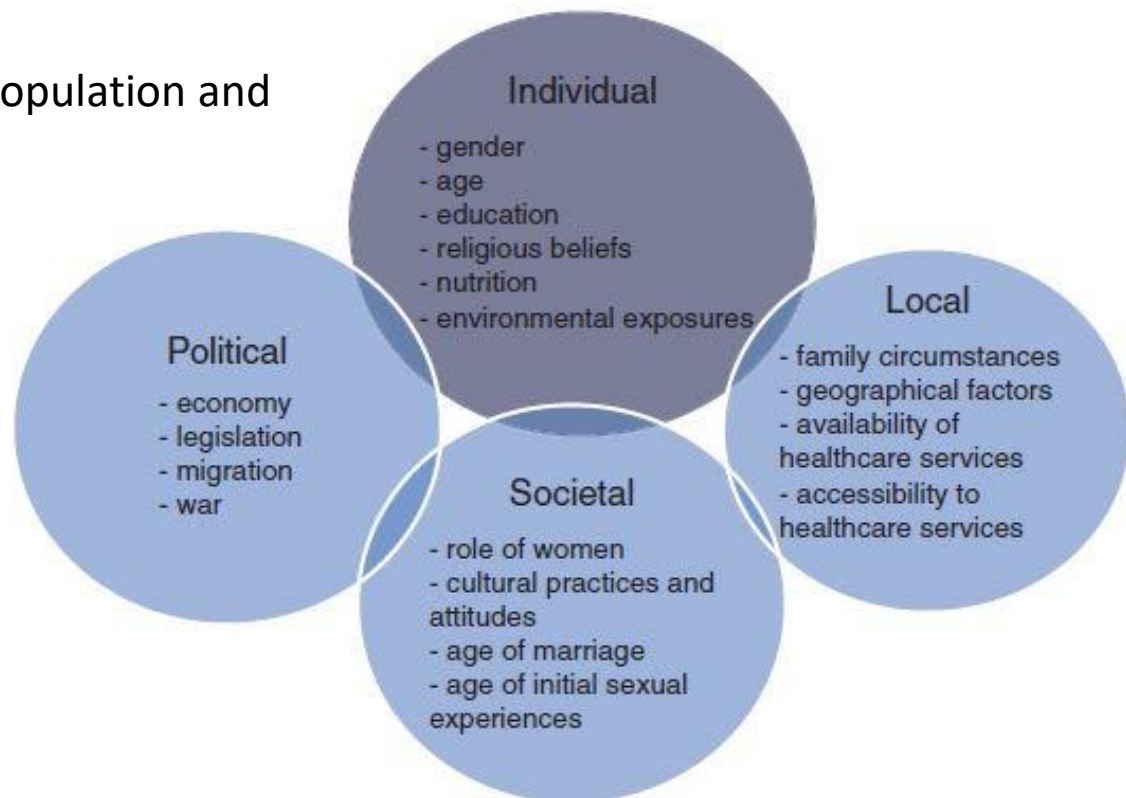 opulation and
Individual
- gender
- age
- education
- religious beliefs
- nutrition
- environmental exposures
Political
- economy
- legislation
- migration
- war
Local
- family circumstances
- geographical factors
- availability of
healthcare services
- accessibility to
healthcare services
Societal
- role of women
- cultural practices and
attitudes
- age of marriage
- age of initial sexual
experiences